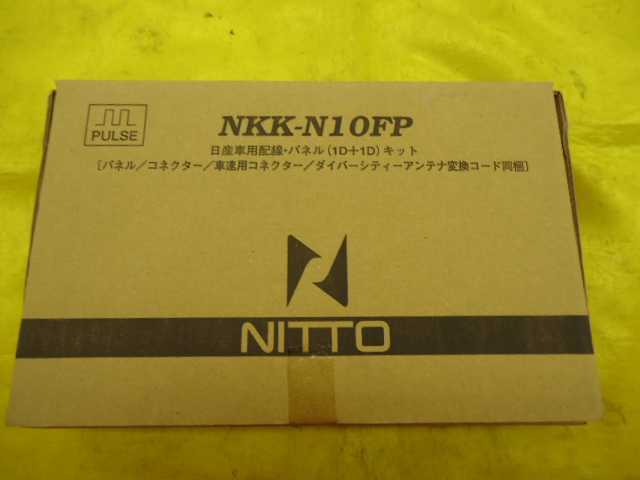 PULSE
NKK-N10FP
日産車用配線・パネル(1D+1D)キット
[パネル/コネクター/車速用コネクター/ダイバーシティーアンテナ変換コード同梱]
NITTO